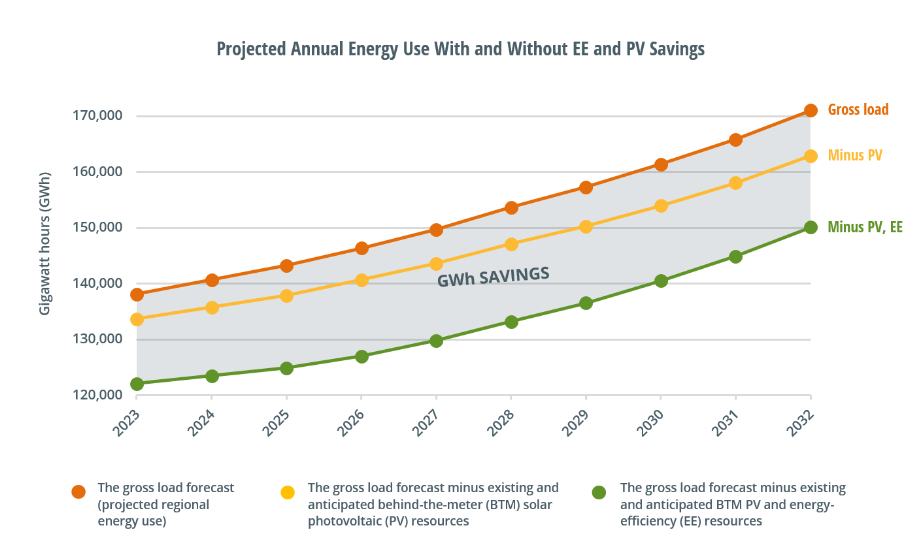 Projected Annual Energy Use With and Without EE and PV Savings
Gigawatt hours (GWh)
170,000
160,000
150,000
140,000
130,000
120,000
Gross load
Minus PV
Minus PV, EE
GWh SAVINGS
2023
2024
2025
2026
2027
2028
2029
2030
2031
2032
The gross load forecast
(projected regional
energy use)
The gross load forecast minus existing and
anticipated behind-the-meter (BTM) solar
photovoltaic (PV) resources
The gross load forecast minus existing
and anticipated BTM PV and energy-
efficiency (EE) resources